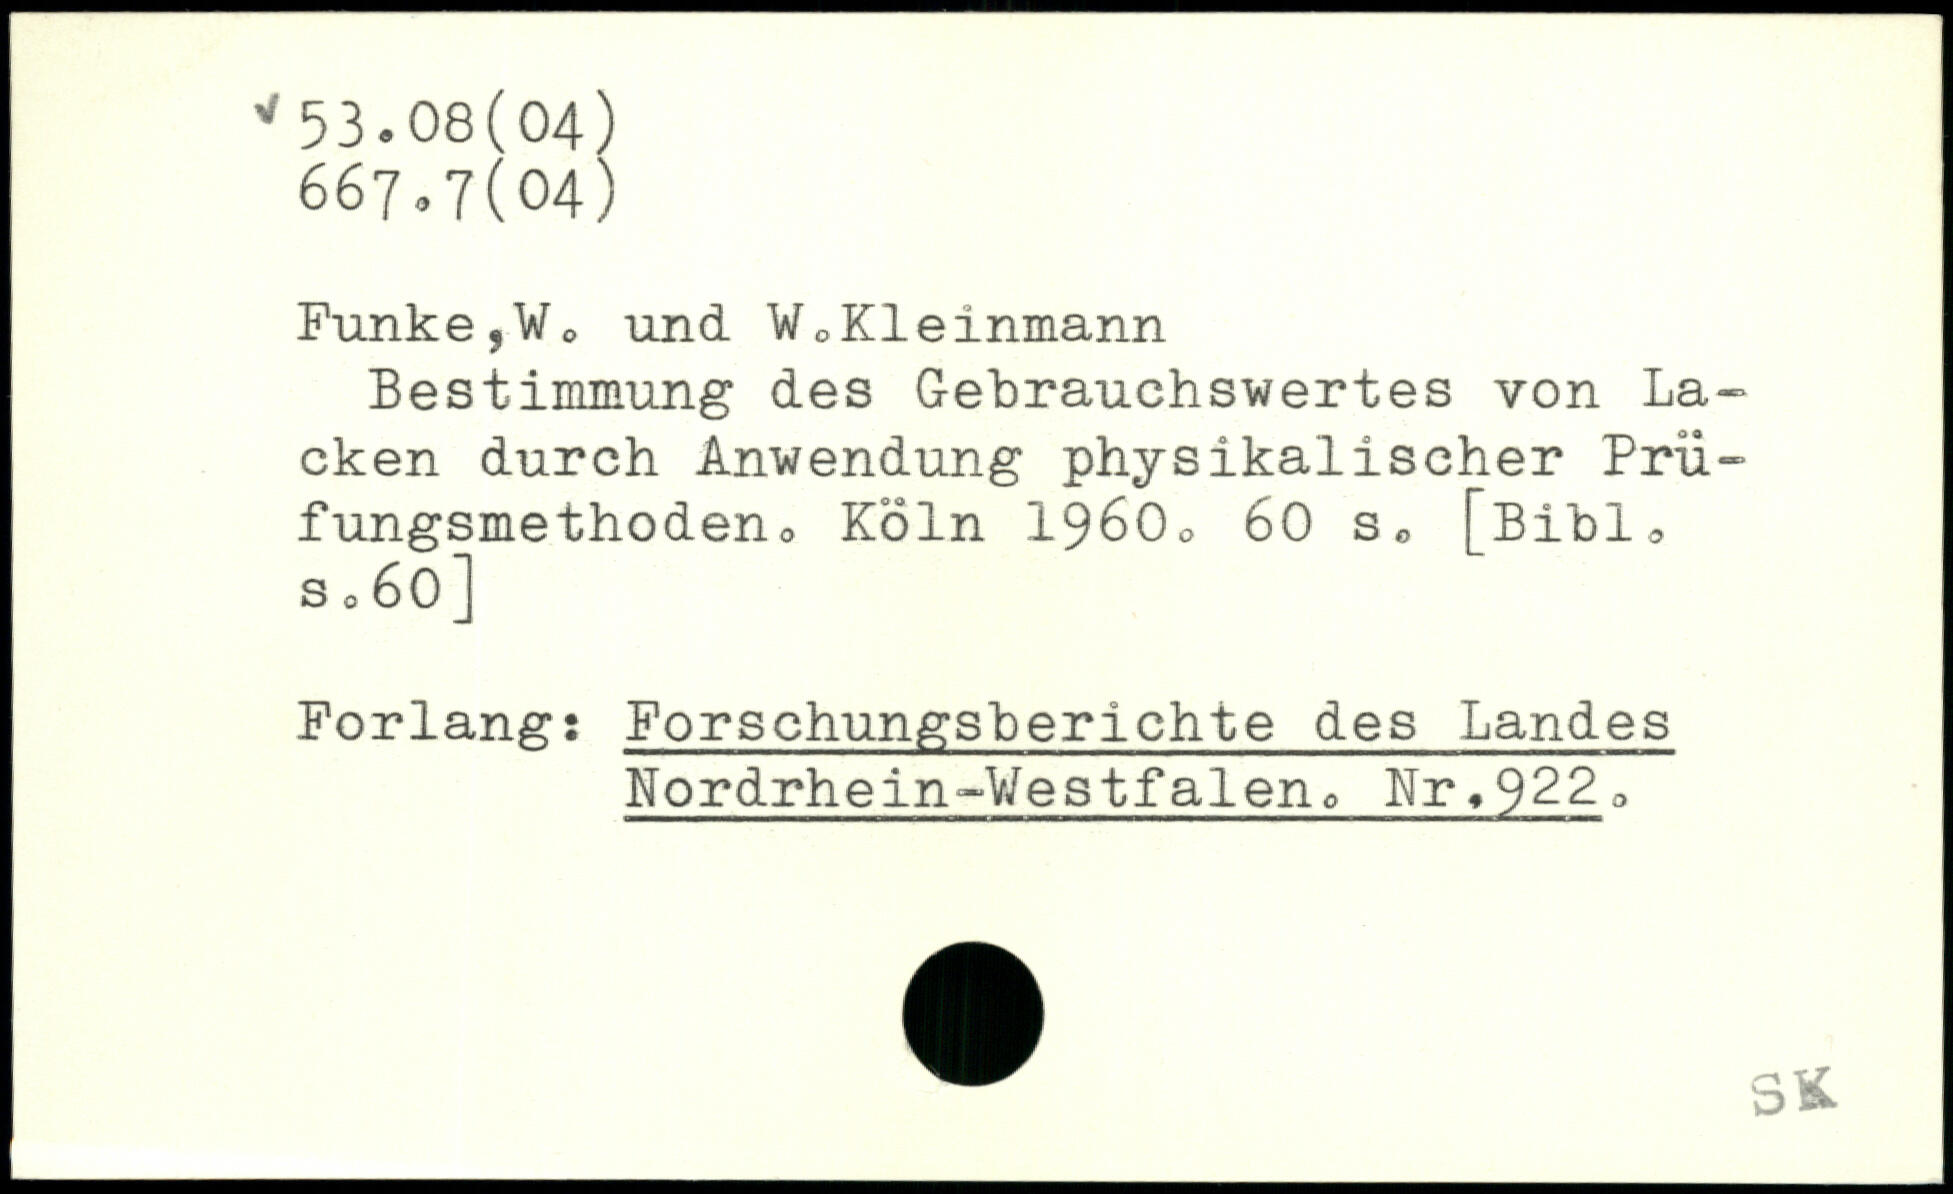 ✓53.08(04)
667.7(04)
Funke,W. und W.Kleinmann
Bestimmung des Gebrauchswertes von La-
cken durch Anwendung physikalischer Prü-
fungsmethoden. Köln 1960. 60 s. [Bibl.
s.60]
Forlang: Forschungsberichte des Landes
Nordrhein-Westfalen. Nr.922.
SK